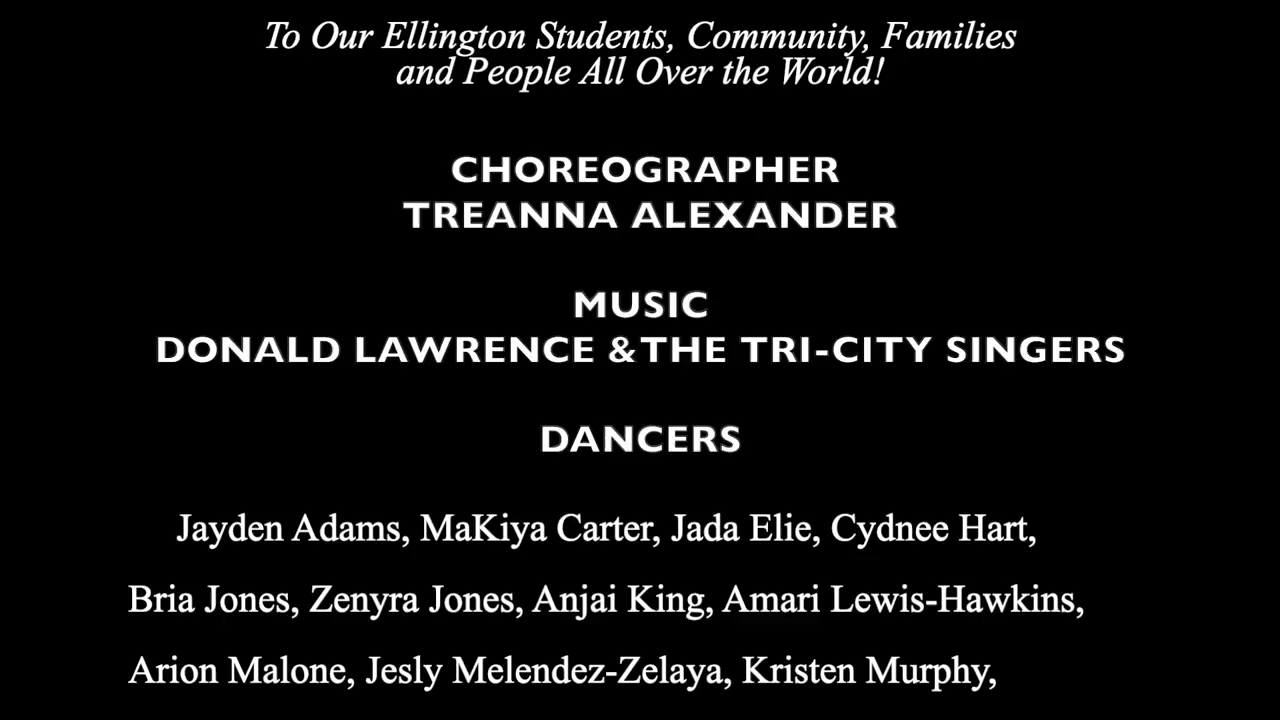 To Our Ellington Students, Community, Families
and People All Over the World!
CHOREOGRAPHER
TREANNA ALEXANDER
MUSIC
DONALD LAWRENCE &THE TRI-CITY SINGERS
DANCERS
Jayden Adams, MaKiya Carter, Jada Elie, Cydnee Hart,
Bria Jones, Zenyra Jones, Anjai King, Amari Lewis-Hawkins,
Arion Malone, Jesly Melendez-Zelaya, Kristen Murphy,